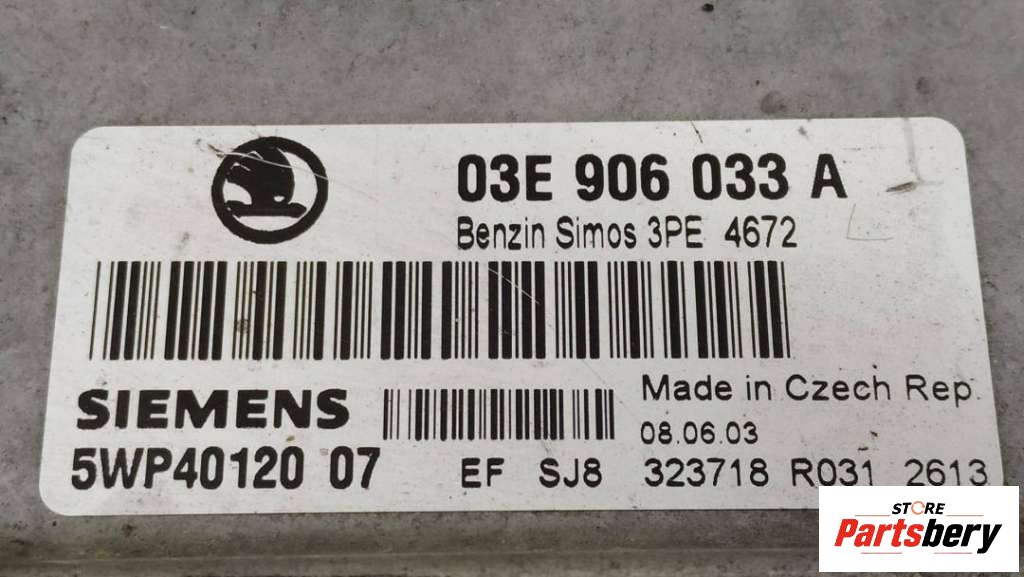 03E 906 033 A
Benzin Simos 3PE 4672
SIEMENS
Made in Czech Rep.
08.06.03
5WP40120 07
EF SJ8 323718 R031 2613
STORE
Partsbery